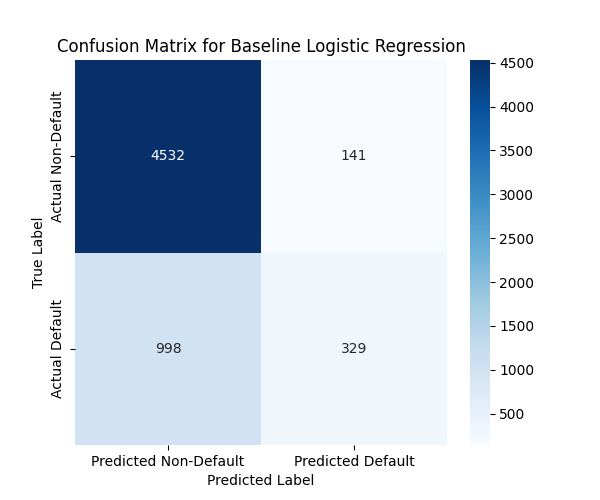 Confusion Matrix for Baseline Logistic Regression
True Label
Actual Non-Default
4532
141
Actual Default
998
329
Predicted Non-Default
Predicted Default
Predicted Label
4500
4000
3500
3000
2500
2000
1500
1000
500